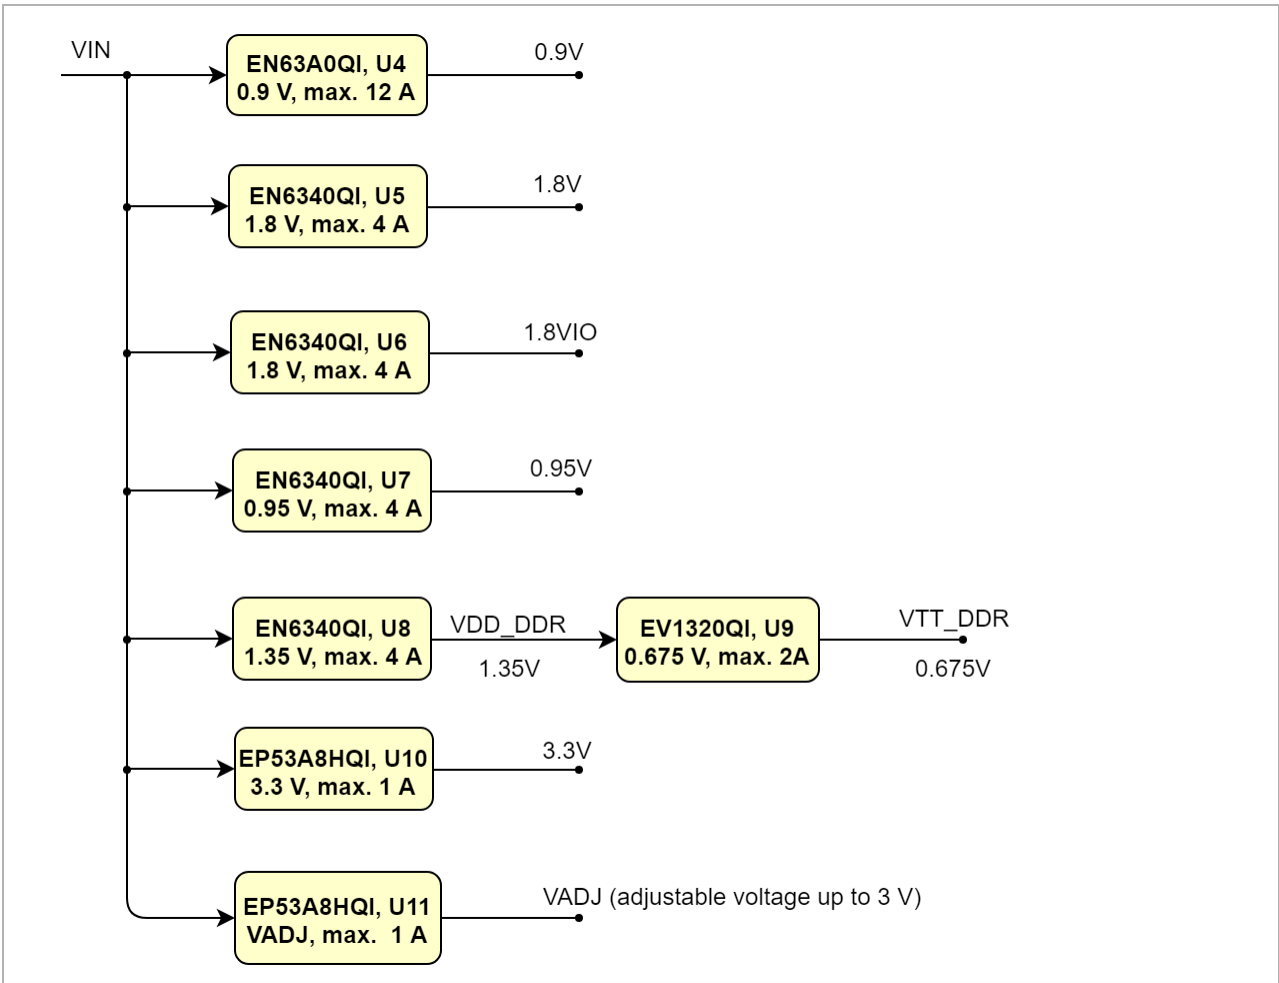 VIN
EN63A0QI, U4
0.9 V, max. 12 A
0.9V
EN6340QI, U5
1.8 V, max. 4 A
1.8V
EN6340QI, U6
1.8 V, max. 4 A
1.8VIO
EN6340QI, U7
0.95 V, max. 4 A
0.95V
EN6340QI, U8
1.35 V, max. 4 A
VDD_DDR
1.35V
EV1320QI, U9
0.675 V, max. 2A
VTT_DDR
0.675V
EP53A8HQI, U10
3.3 V, max. 1 A
3.3V
EP53A8HQI, U11
VADJ, max.  1 A
VADJ (adjustable voltage up to 3 V)